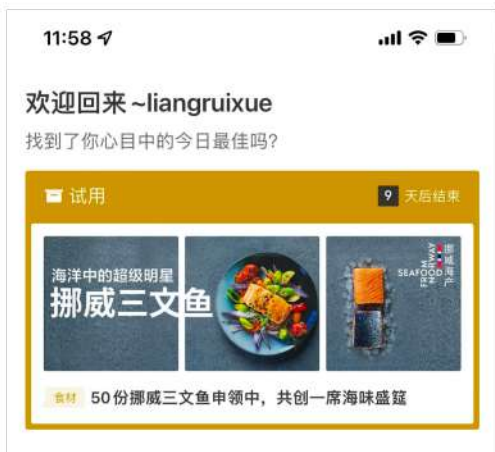 11:58
欢迎回来 ~liangruixue
找到了你心目中的今日最佳吗?
试用
9 天后结束
海洋中的超级明星
挪威三文鱼
SEAFOOD
FROM
NORWAY
挪威海产
食材 50份挪威三文鱼申领中，共创一席海味盛筵